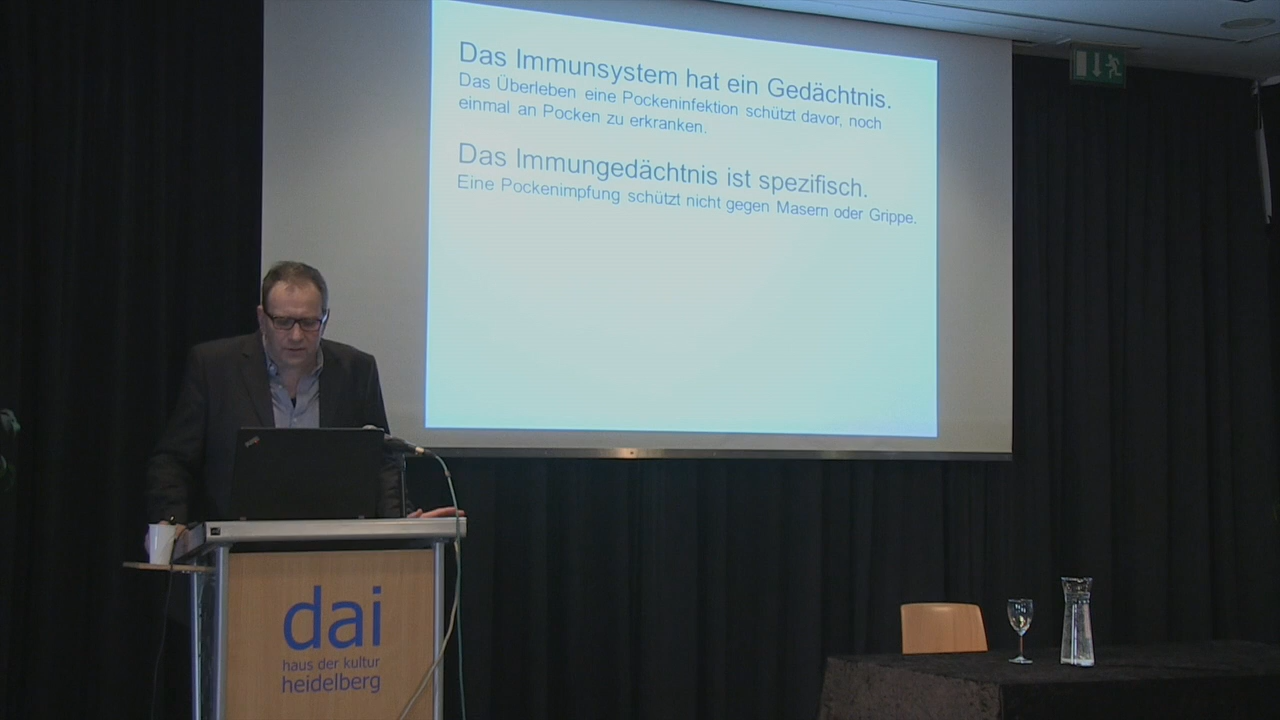 Das Immunsystem hat ein Gedächtnis.
Das Überleben eine Pockeninfektion schützt davor, noch
einmal an Pocken zu erkranken.
Das Immungedächtnis ist spezifisch.
Eine Pockenimpfung schützt nicht gegen Masern oder Grippe.
dai
haus der kultur
heidelberg